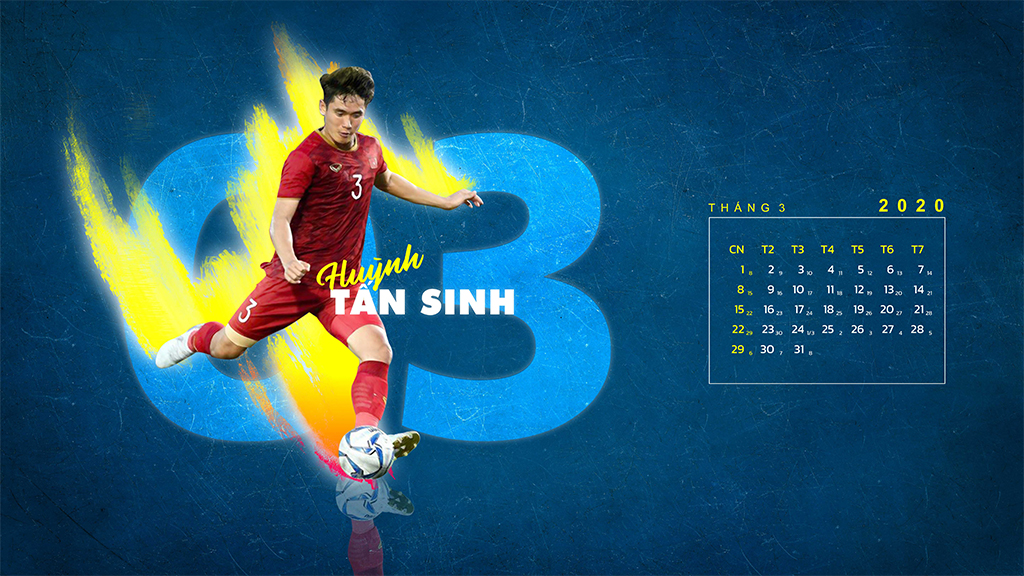 03
3
Huỳnh
TẤN SINH
3
THÁNG 3 2020
CN T2 T3 T4 T5 T6 T7
1 8 2 9 3 10 4 11 5 12 6 13 7 14
8 15 9 16 10 17 11 18 12 19 13 20 14 21
15 22 16 23 17 24 18 25 19 26 20 27 21 28
22 29 23 30 24 1/3 25 2 26 3 27 4 28 5
29 6 30 7 31 8